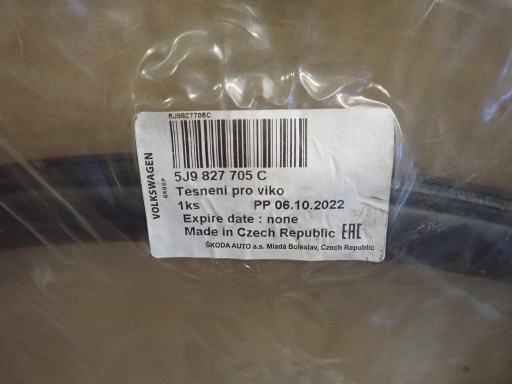 5J9827705C
VOLKSWAGEN
GROUP
5J9 827 705 C
Tesneni pro viko
1ks PP 06.10.2022
Expire date : none
Made in Czech Republic EAC
ŠKODA AUTO a.s. Mladá Boleslav, Czech Republic